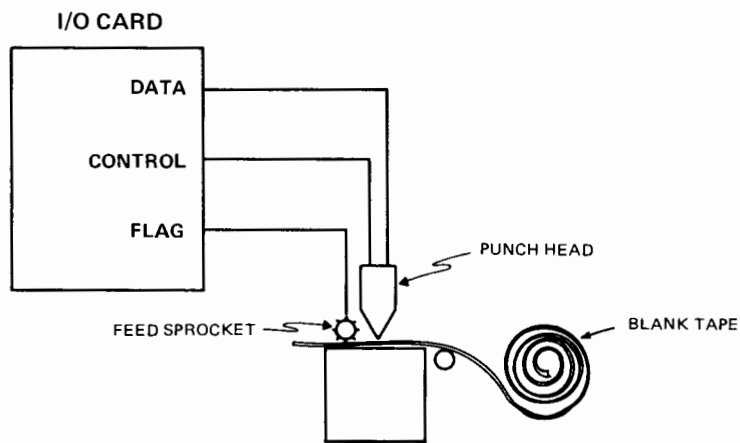 I/O CARD
DATA
CONTROL
FLAG
PUNCH HEAD
FEED SPROCKET
BLANK TAPE